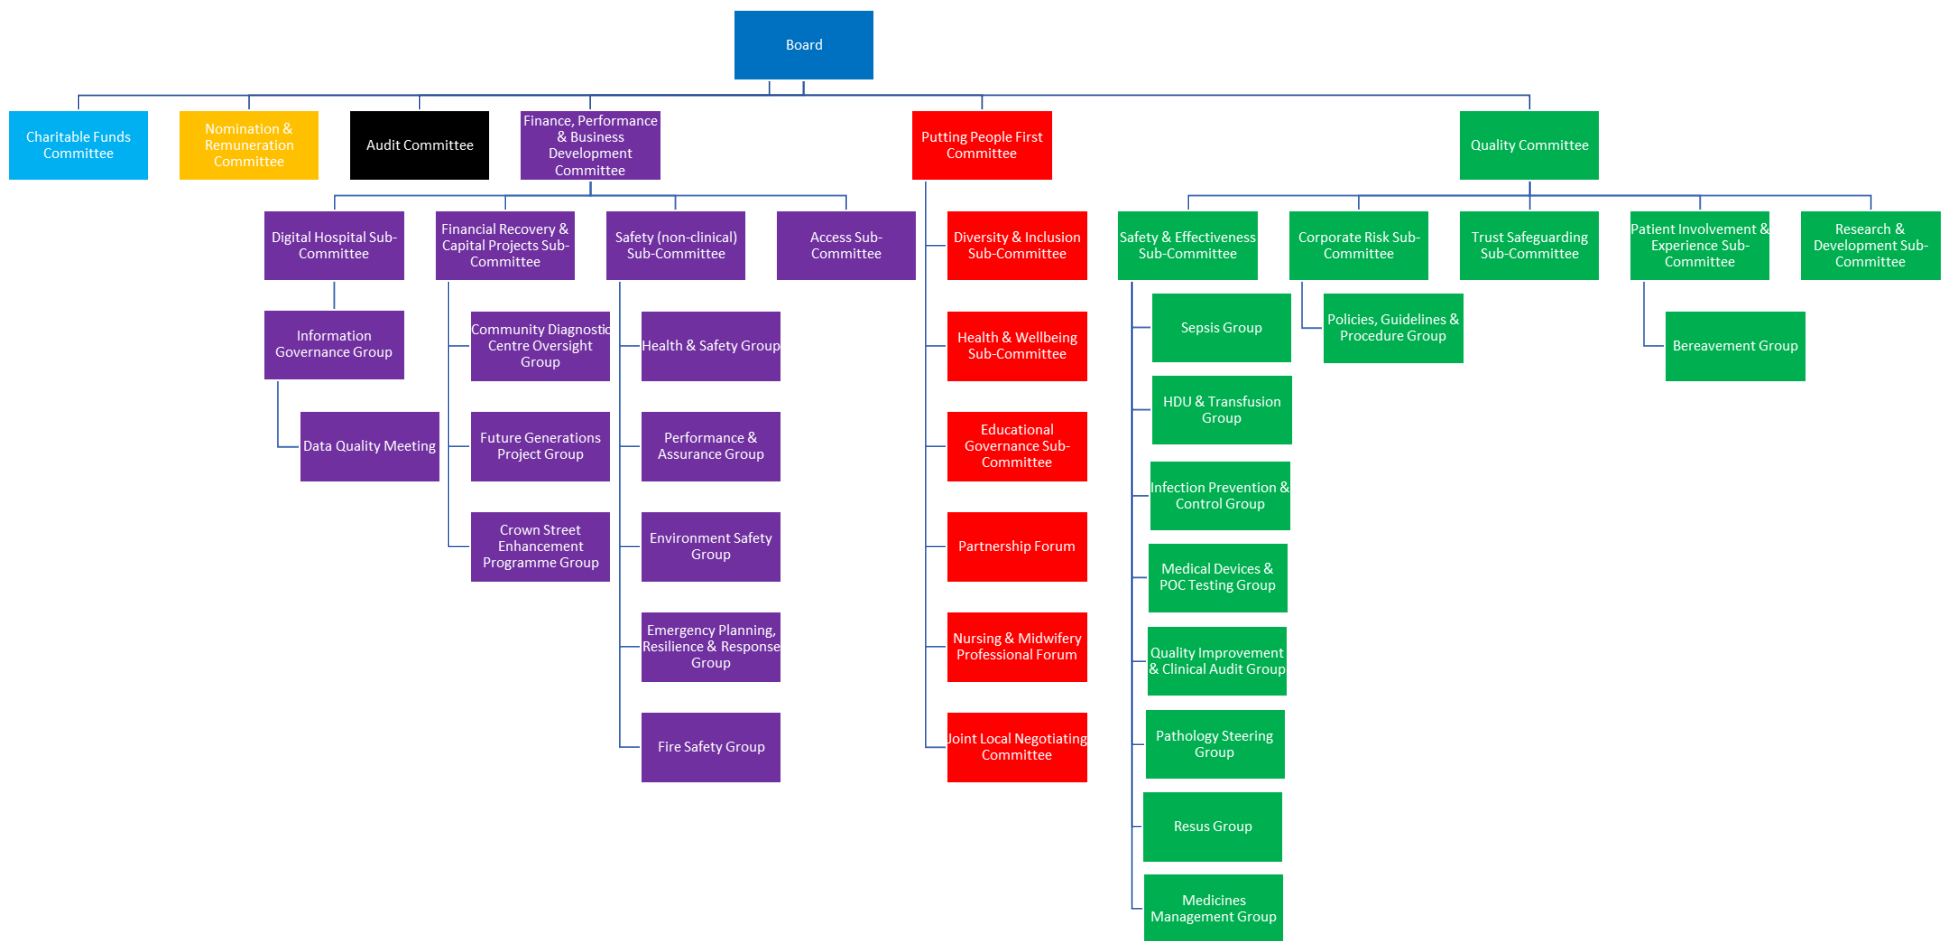 Board
Charitable Funds
Committee
Nomination &
Remuneration
Committee
Audit Committee
Finance, Performance
& Business
Development
Committee
Putting People First
Committee
Quality Committee
Digital Hospital Sub-
Committee
Financial Recovery &
Capital Projects Sub-
Committee
Safety (non-clinical)
Sub-Committee
Access Sub-
Committee
Diversity & Inclusion
Sub-Committee
Safety & Effectiveness
Sub-Committee
Corporate Risk Sub-
Committee
Trust Safeguarding
Sub-Committee
Patient Involvement &
Experience Sub-
Committee
Research &
Development Sub-
Committee
Information
Governance Group
Community Diagnostic
Centre Oversight
Group
Health & Safety Group
Health & Wellbeing
Sub-Committee
Sepsis Group
Policies, Guidelines &
Procedure Group
Bereavement Group
Data Quality Meeting
Future Generations
Project Group
Performance &
Assurance Group
Educational
Governance Sub-
Committee
HDU & Transfusion
Group
Infection Prevention &
Control Group
Crown Street
Enhancement
Programme Group
Environment Safety
Group
Partnership Forum
Medical Devices &
POC Testing Group
Emergency Planning,
Resilience & Response
Group
Nursing & Midwifery
Professional Forum
Quality Improvement
& Clinical Audit Group
Fire Safety Group
Joint Local Negotiating
Committee
Pathology Steering
Group
Resus Group
Medicines
Management Group